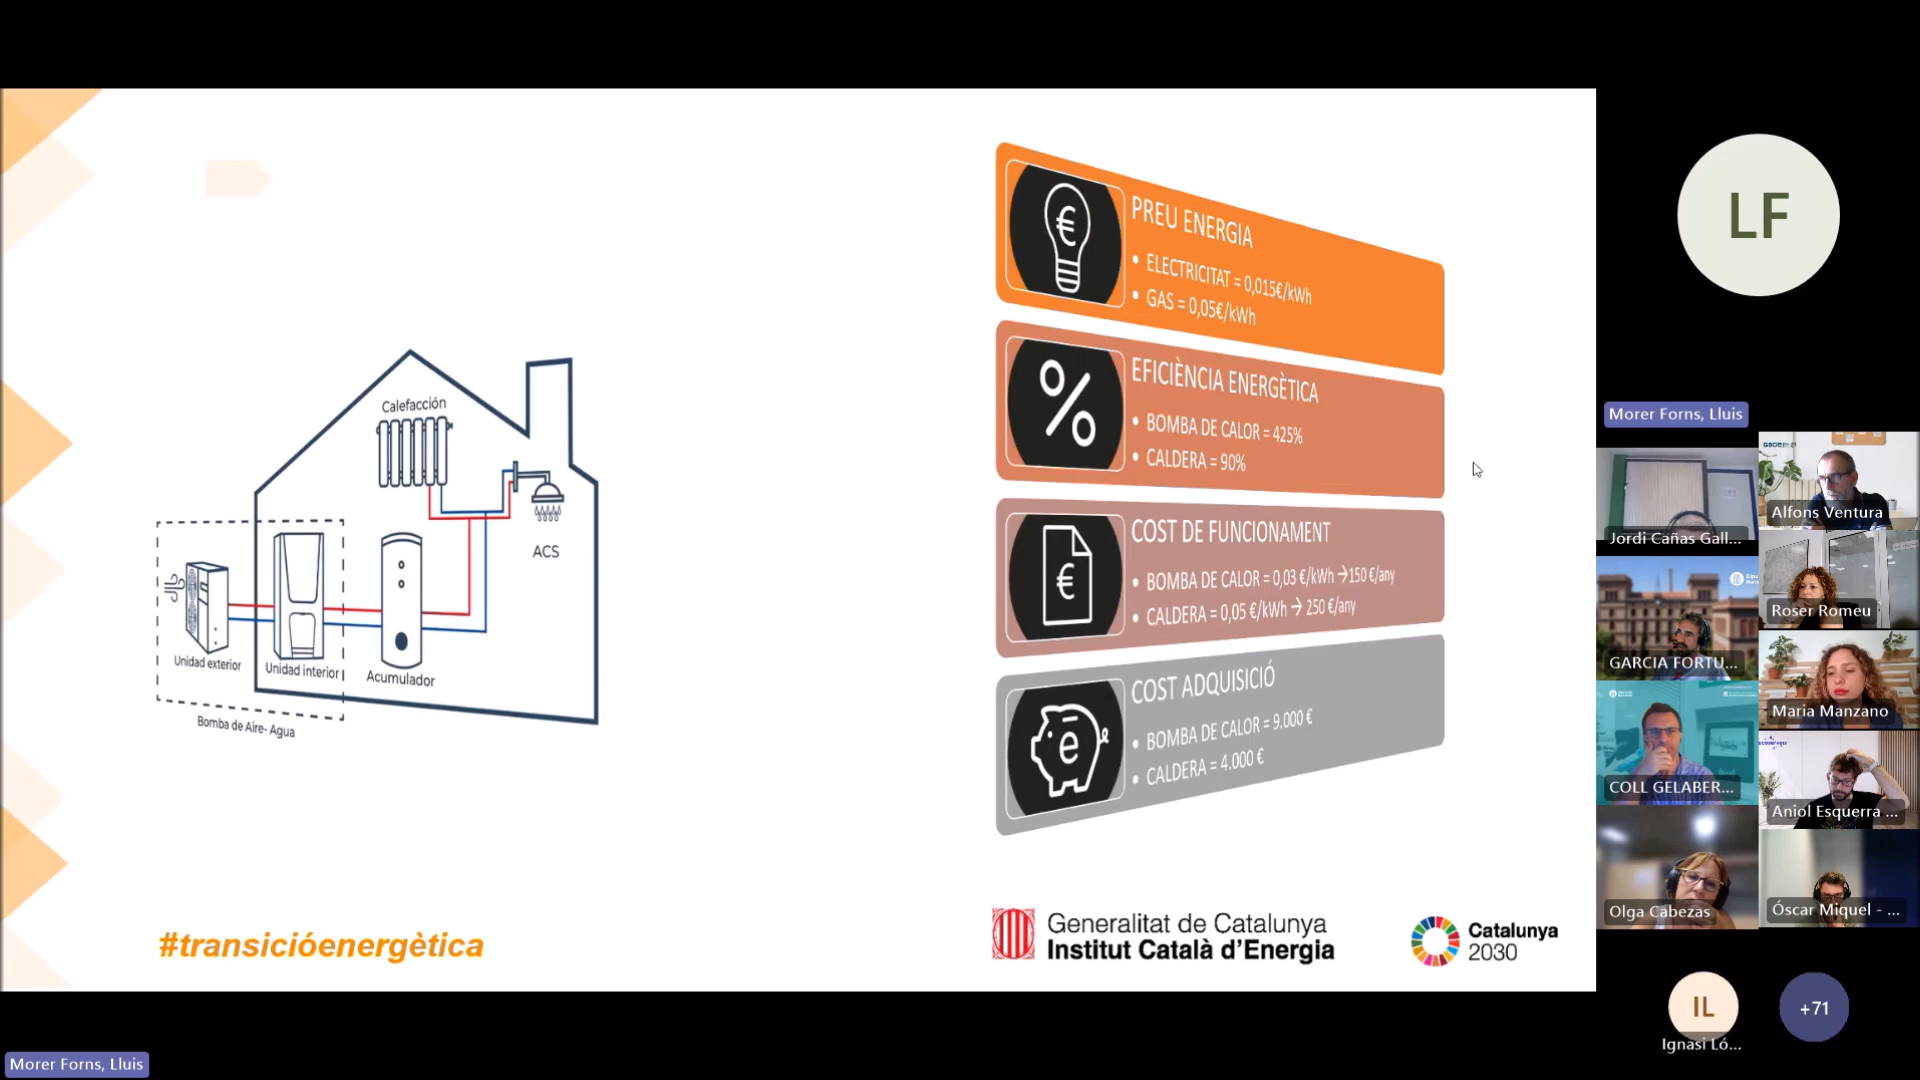 Calefacción
ACS
Unidad exterior
Unidad interior
Acumulador
Bomba de Aire- Agua
PREU ENERGIA
• ELECTRICITAT = 0,015€/kWh
• GAS = 0,05€/kWh
EFICIÈNCIA ENERGÈTICA
• BOMBA DE CALOR = 425%
• CALDERA = 90%
COST DE FUNCIONAMENT
• BOMBA DE CALOR = 0,03 €/kWh →150 €/any
• CALDERA = 0,05 €/kWh → 250 €/any
COST ADQUISICIÓ
• BOMBA DE CALOR = 9.000 €
• CALDERA = 4.000 €
#transicióenergètica
Generalitat de Catalunya
Institut Català d'Energia
Catalunya
2030
LF
Morer Forns, Lluis
Jordi Cañas Gall...
Alfons Ventura
GARCIA FORTU...
Roser Romeu
Maria Manzano
COLL GELABER...
Aniol Esquerra ...
Olga Cabezas
Óscar Miquel - ...
IL
Ignasi Ló...
+71
Morer Forns, Lluis